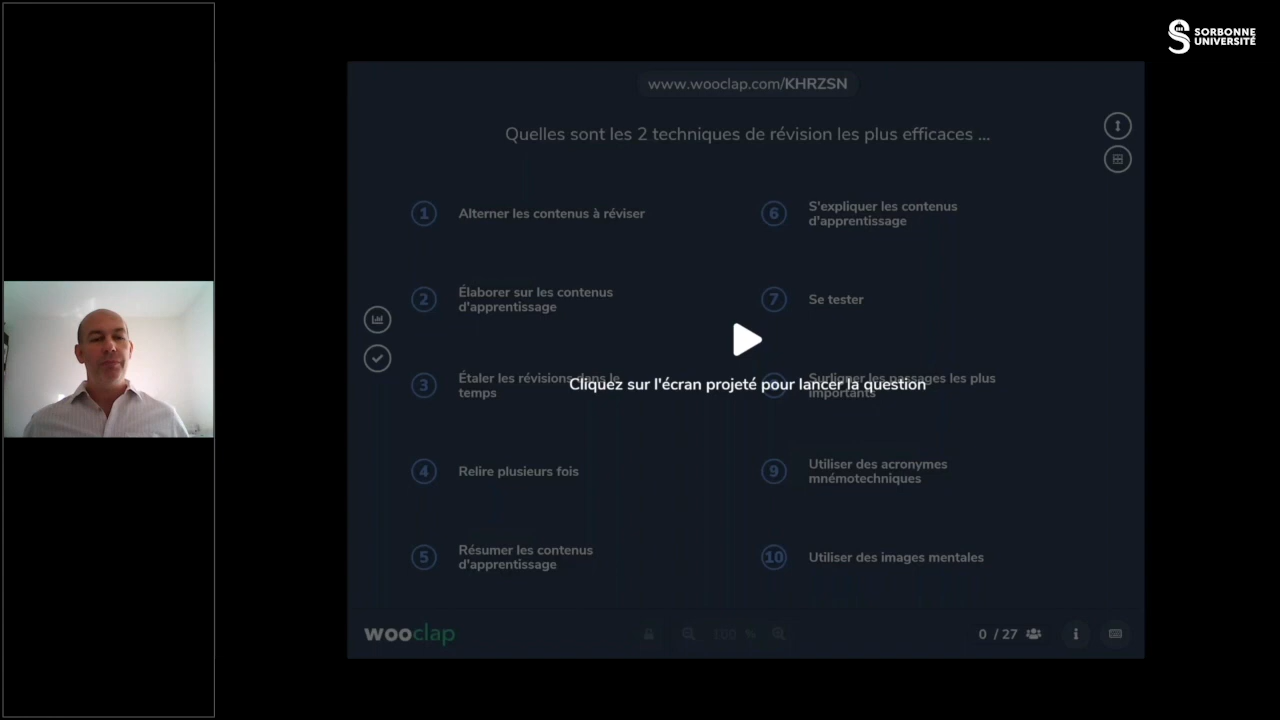 SORBONNE
UNIVERSITÉ
www.wooclap.com/KHRZSN
Quelles sont les 2 techniques de révision les plus efficaces ...
1 Alterner les contenus à réviser
2 Élaborer sur les contenus
d'apprentissage
3 Étaler les révisions dans le
temps
4 Relire plusieurs fois
5 Résumer les contenus
d'apprentissage
6 S'expliquer les contenus
d'apprentissage
7 Se tester
Cliquez sur l'écran projeté pour lancer la question
Surligner les passages les plus
importants
9 Utiliser des acronymes
mnémotechniques
10 Utiliser des images mentales
wooclap
100 %
0 / 27
i